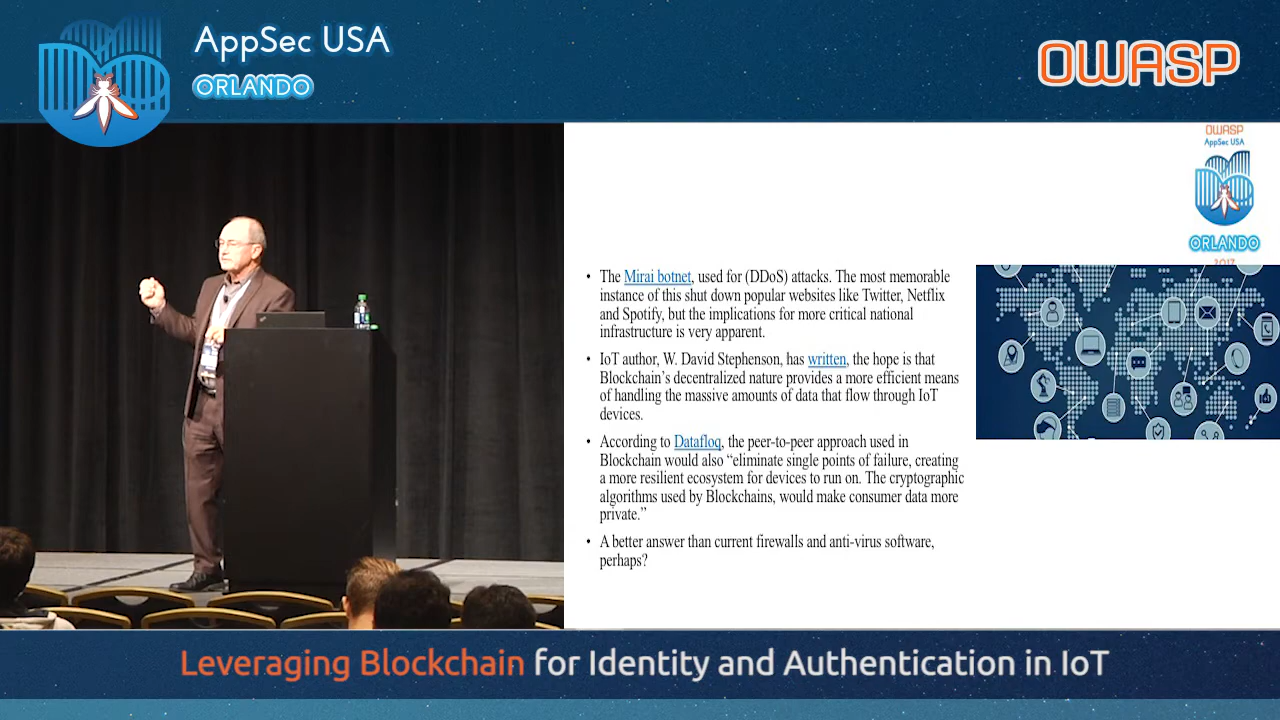 AppSec USA
ORLANDO
OWASP
OWASP
AppSec USA
ORLANDO
2017
• The Mirai botnet, used for (DDoS) attacks. The most memorable
instance of this shut down popular websites like Twitter, Netflix
and Spotify, but the implications for more critical national
infrastructure is very apparent.
• IoT author, W. David Stephenson, has written, the hope is that
Blockchain’s decentralized nature provides a more efficient means
of handling the massive amounts of data that flow through IoT
devices.
• According to Datafloq, the peer-to-peer approach used in
Blockchain would also “eliminate single points of failure, creating
a more resilient ecosystem for devices to run on. The cryptographic
algorithms used by Blockchains, would make consumer data more
private.”
• A better answer than current firewalls and anti-virus software,
perhaps?
Leveraging Blockchain for Identity and Authentication in IoT